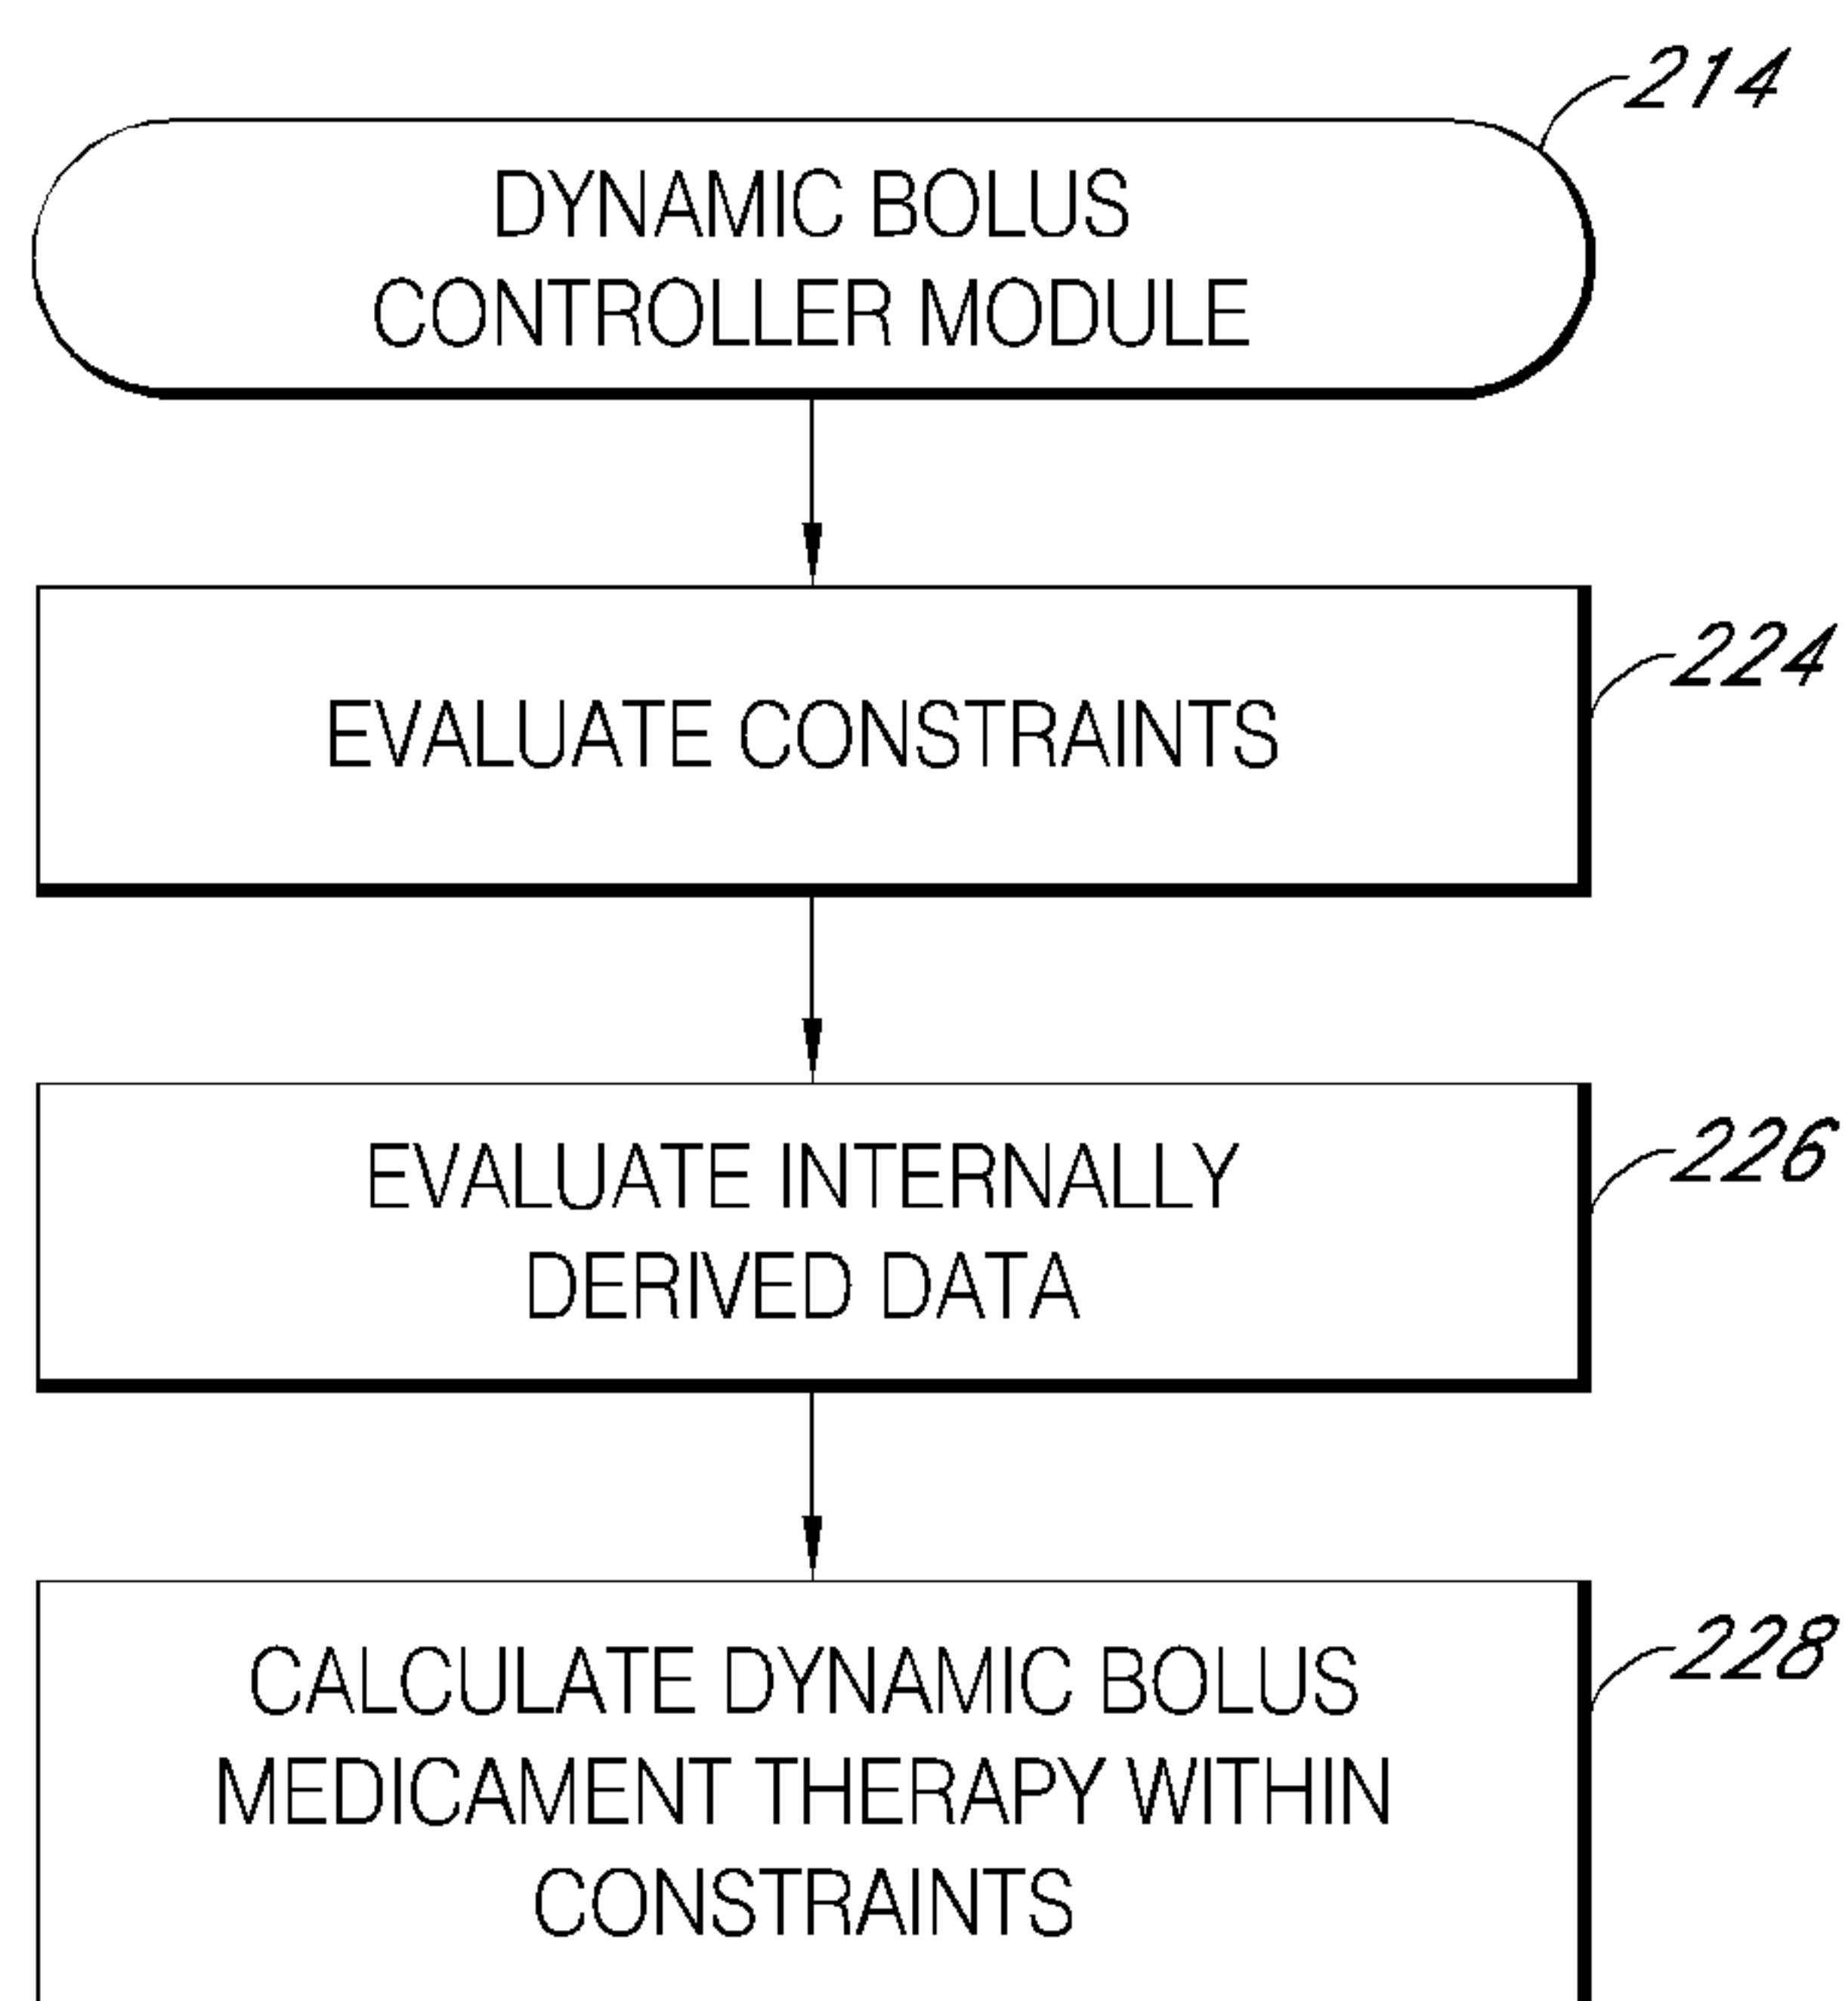 214
DYNAMIC BOLUS
CONTROLLER MODULE
224
EVALUATE CONSTRAINTS
226
EVALUATE INTERNALLY
DERIVED DATA
228
CALCULATE DYNAMIC BOLUS
MEDICAMENT THERAPY WITHIN
CONSTRAINTS